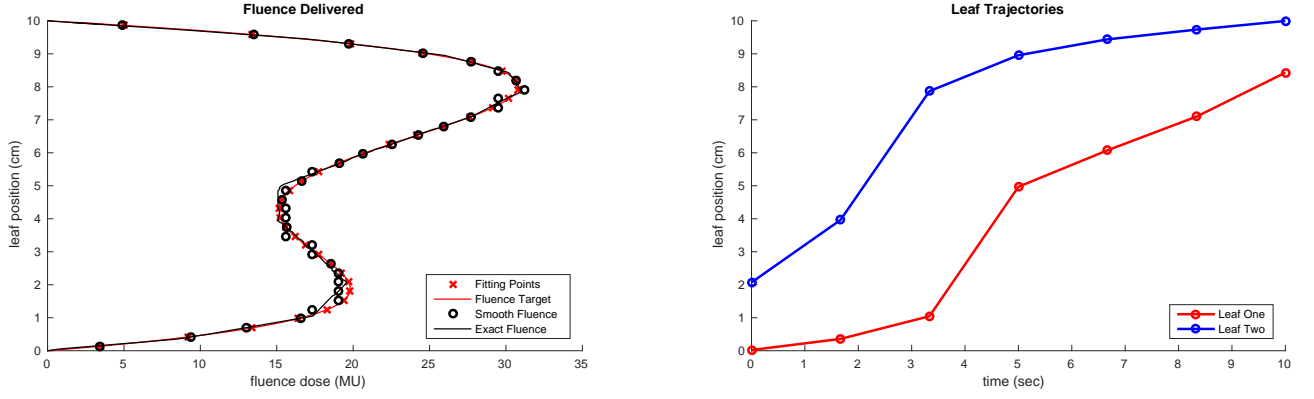 Fluence Delivered
10
9
8
7
6
5
4
3
2
1
0
leaf position (cm)
0 5 10 15 20 25 30 35
fluence dose (MU)
Fitting Points
Fluence Target
Smooth Fluence
Exact Fluence
Leaf Trajectories
10
9
8
7
6
5
4
3
2
1
0
leaf position (cm)
0 1 2 3 4 5 6 7 8 9 10
time (sec)
Leaf One
Leaf Two